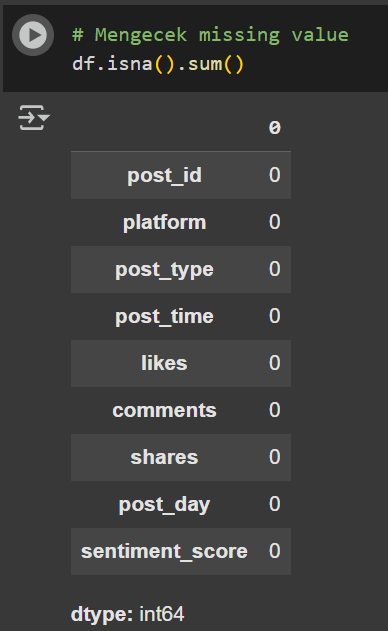 # Mengecek missing value
df.isna().sum()
0
post_id 0
platform 0
post_type 0
post_time 0
likes 0
comments 0
shares 0
post_day 0
sentiment_score 0
dtype: int64